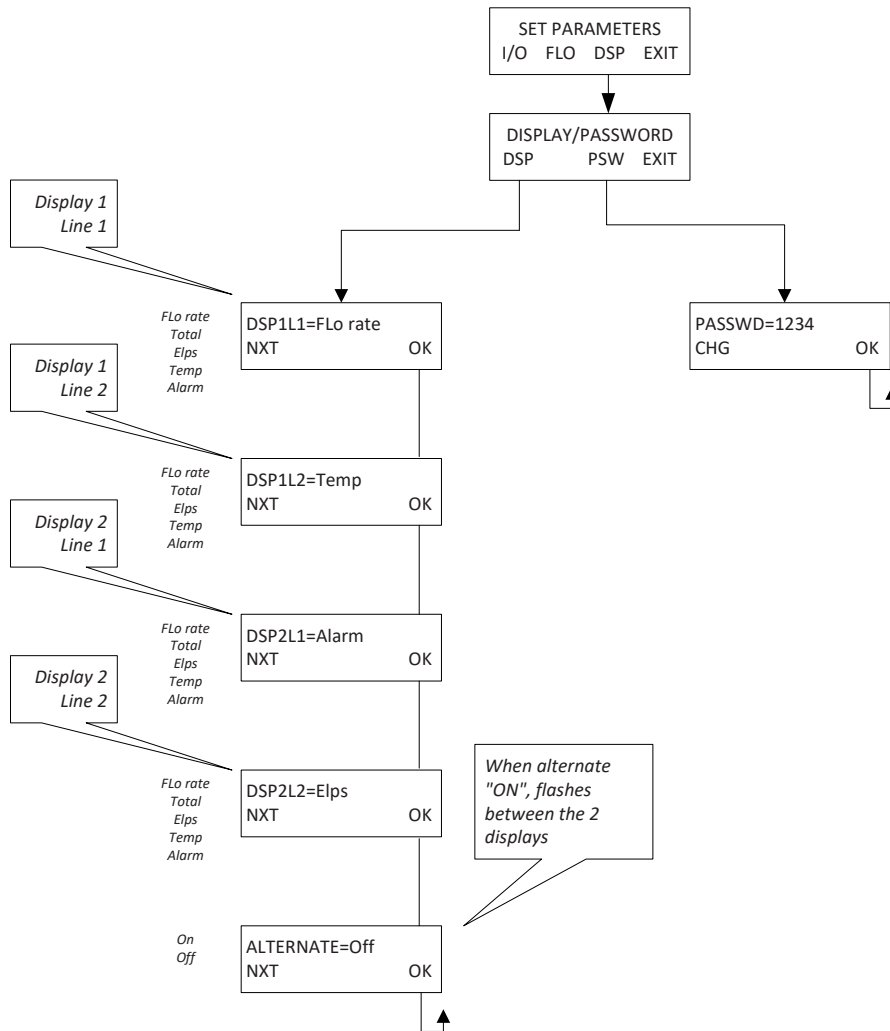 SET PARAMETERS
I/O FLO DSP EXIT
DISPLAY/PASSWORD
DSP PSW EXIT
Display 1
Line 1
FLo rate
Total
Elps
Temp
Alarm
DSP1L1=FLo rate
NXT OK
PASSWD=1234
CHG OK
Display 1
Line 2
FLo rate
Total
Elps
Temp
Alarm
DSP1L2=Temp
NXT OK
Display 2
Line 1
FLo rate
Total
Elps
Temp
Alarm
DSP2L1=Alarm
NXT OK
Display 2
Line 2
FLo rate
Total
Elps
Temp
Alarm
DSP2L2=Elps
NXT OK
When alternate
"ON", flashes
between the 2
displays
On
Off
ALTERNATE=Off
NXT OK